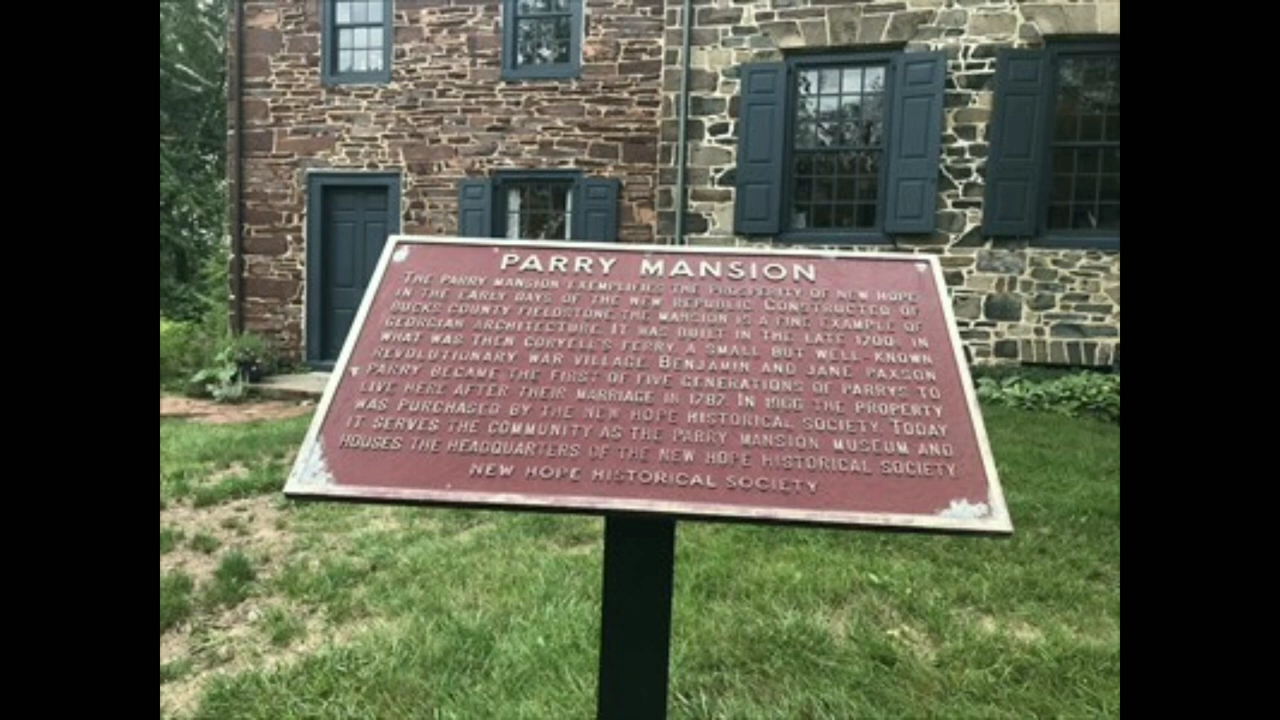 PARRY MANSION
THE PARRY MANSION EXEMPLIFIES THE PROSPERITY OF NEW HOPE
IN THE EARLY DAYS OF THE NEW REPUBLIC. CONSTRUCTED OF
BUCKS COUNTY FIELDSTONE, THE MANSION IS A FINE EXAMPLE OF
GEORGIAN ARCHITECTURE. IT WAS BUILT IN THE LATE 1700s IN
WHAT WAS THEN CORYELL'S FERRY, A SMALL BUT WELL-KNOWN
REVOLUTIONARY WAR VILLAGE. BENJAMIN AND JANE PAXSON
PARRY BECAME THE FIRST OF FIVE GENERATIONS OF PARRYS TO
LIVE HERE AFTER THEIR MARRIAGE IN 1787. IN 1966 THE PROPERTY
WAS PURCHASED BY THE NEW HOPE HISTORICAL SOCIETY. TODAY
IT SERVES THE COMMUNITY AS THE PARRY MANSION MUSEUM AND
HOUSES THE HEADQUARTERS OF THE NEW HOPE HISTORICAL SOCIETY
NEW HOPE HISTORICAL SOCIETY